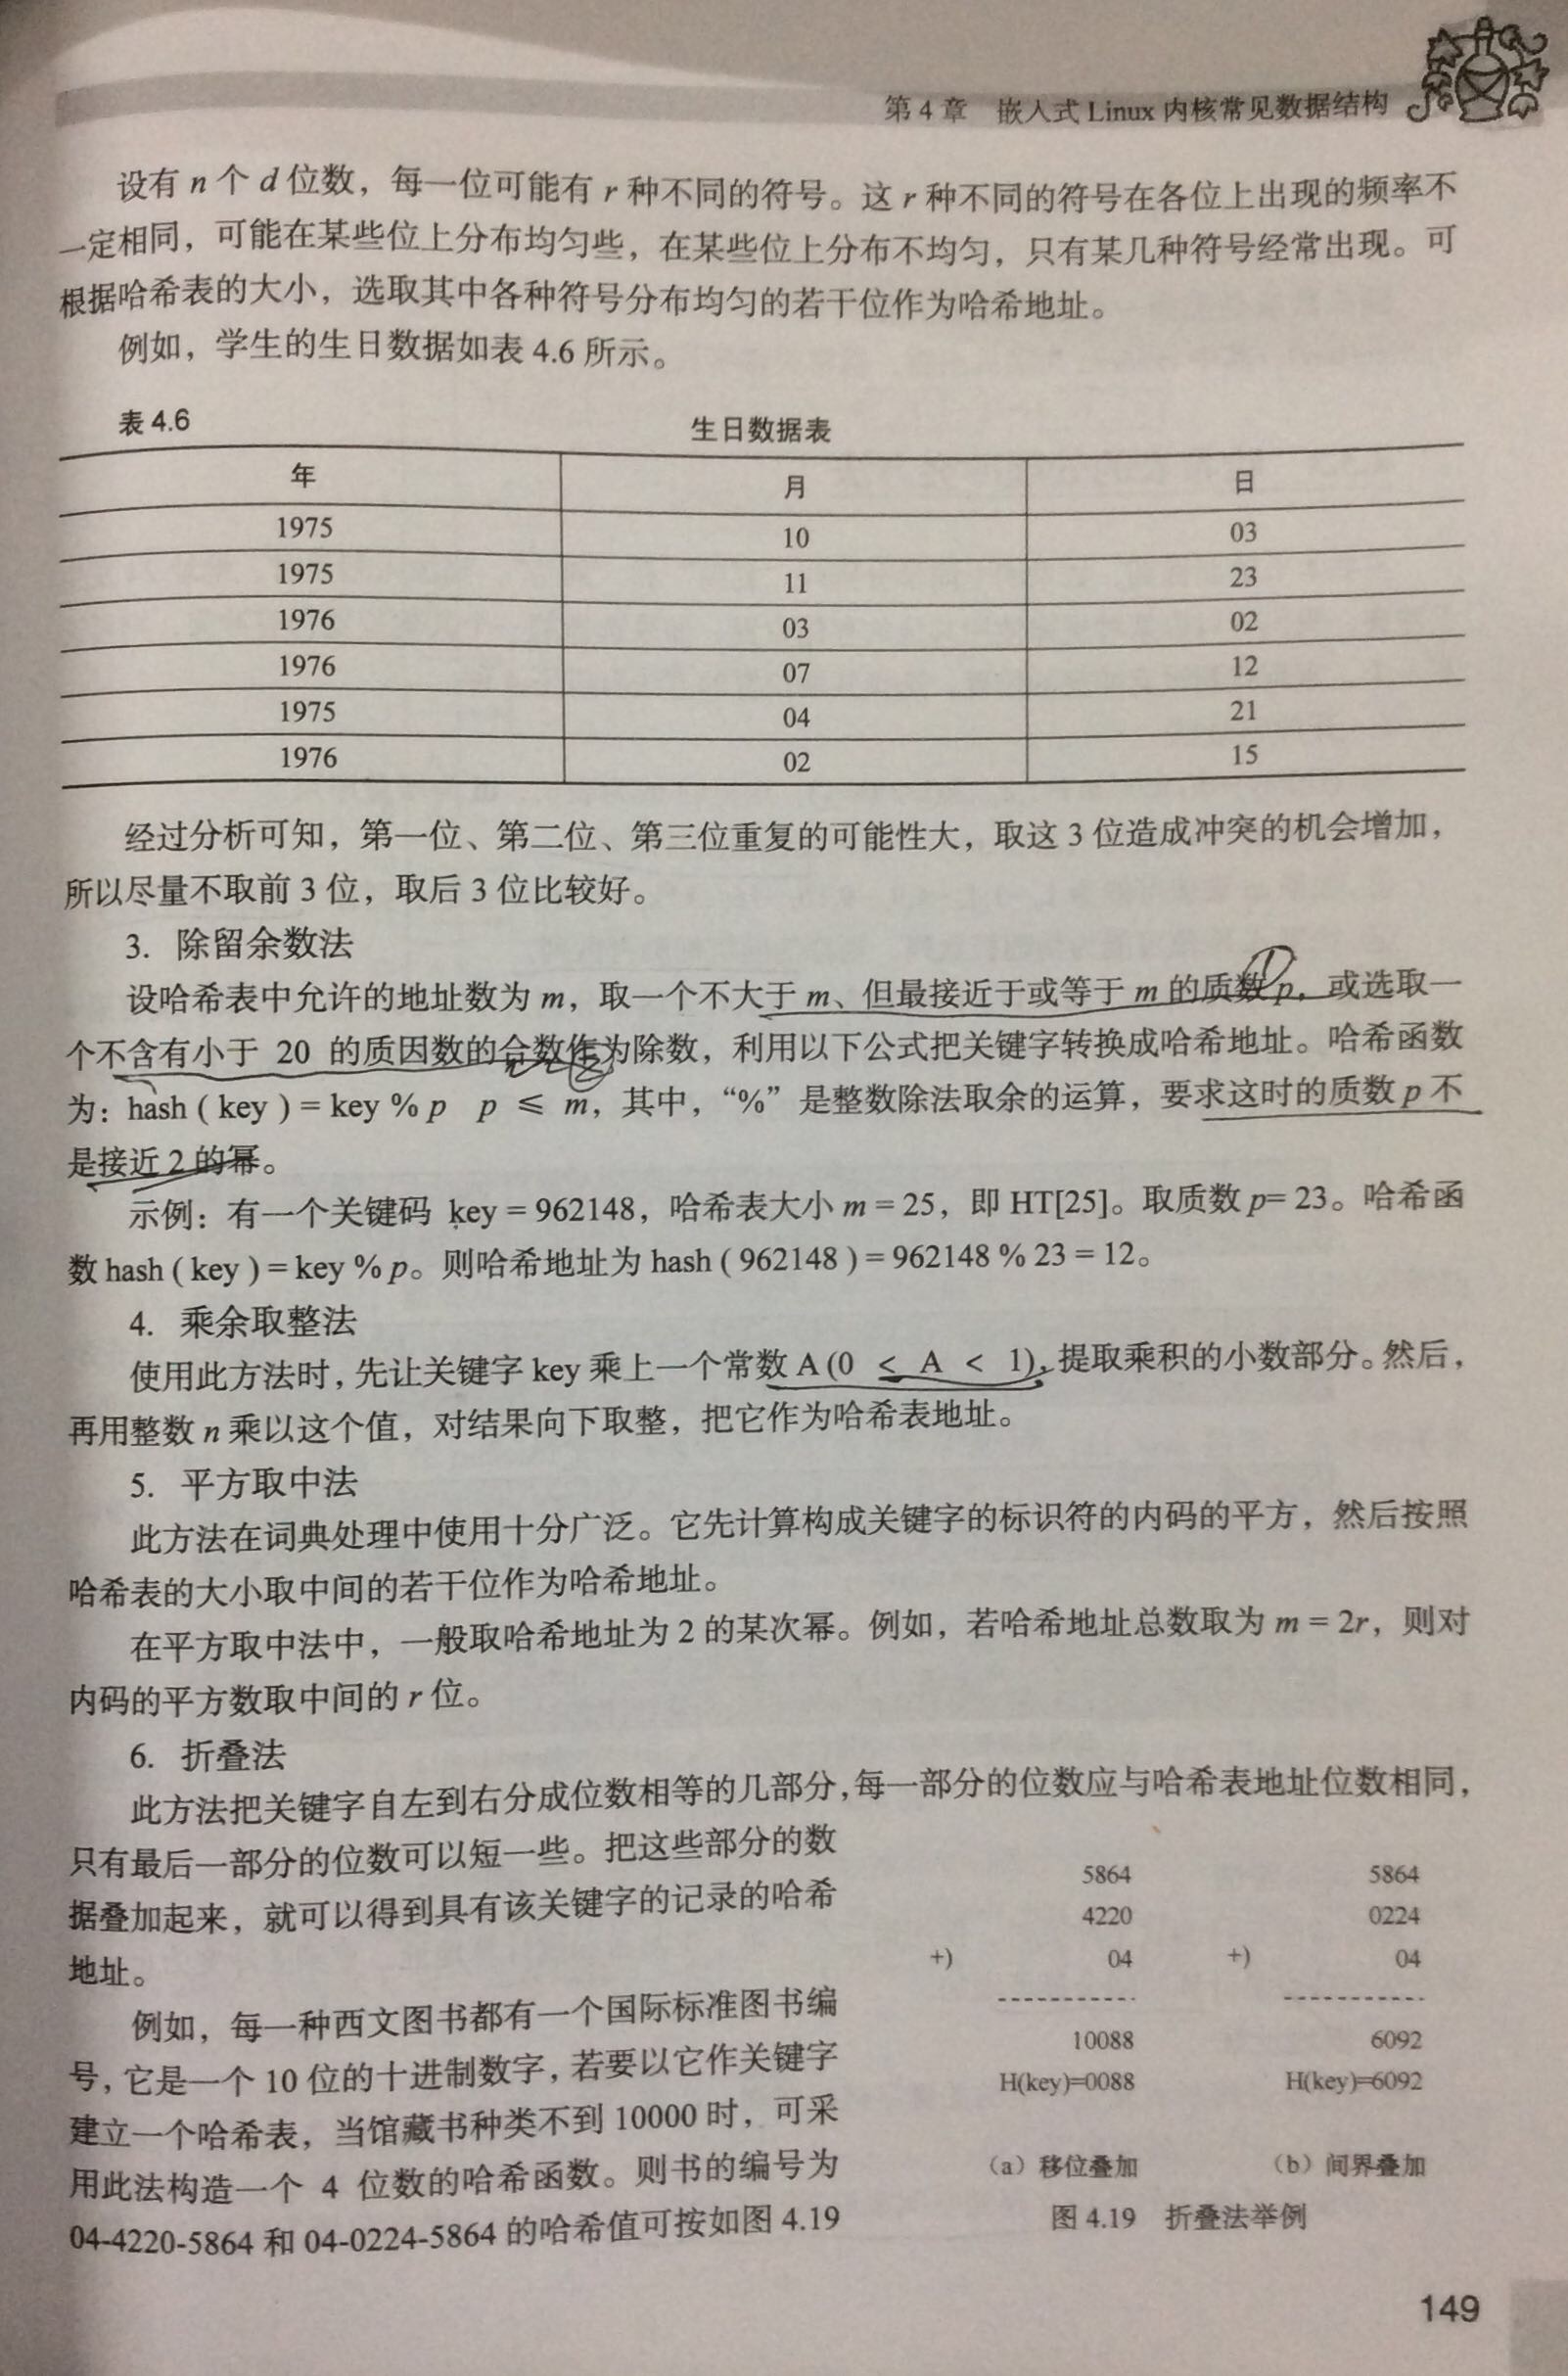 第 4 章 嵌入式 Linux 内核常见数据结构
设有 n 个 d 位数，每一位可能有 r 种不同的符号。这 r 种不同的符号在各位上出现的频率不
一定相同，可能在某些位上分布均匀些，在某些位上分布不均匀，只有某几种符号经常出现。可
根据哈希表的大小，选取其中各种符号分布均匀的若干位作为哈希地址。
例如，学生的生日数据如表 4.6 所示。
表 4.6 生日数据表
年 月 日
1975 10 03
1975 11 23
1976 03 02
1976 07 12
1975 04 21
1976 02 15
经过分析可知，第一位、第二位、第三位重复的可能性大，取这 3 位造成冲突的机会增加，
所以尽量不取前 3 位，取后 3 位比较好。
3. 除留余数法
设哈希表中允许的地址数为 m，取一个不大于 m、但最接近于或等于 m 的质数 p，或选取一
个不含有小于 20 的质因数的合数作为除数，利用以下公式把关键字转换成哈希地址。哈希函数
为：hash ( key ) = key % p p ≤ m，其中，“%”是整数除法取余的运算，要求这时的质数 p 不
是接近 2 的幂。
①
②
示例：有一个关键码 key = 962148，哈希表大小 m = 25，即 HT[25]。取质数 p= 23。哈希函
数 hash ( key ) = key % p。则哈希地址为 hash ( 962148 ) = 962148 % 23 = 12。
4. 乘余取整法
使用此方法时，先让关键字 key 乘上一个常数 A (0 ≤ A < 1)，提取乘积的小数部分。然后，
再用整数 n 乘以这个值，对结果向下取整，把它作为哈希表地址。
5. 平方取中法
此方法在词典处理中使用十分广泛。它先计算构成关键字的标识符的内码的平方，然后按照
哈希表的大小取中间的若干位作为哈希地址。
在平方取中法中，一般取哈希地址为 2 的某次幂。例如，若哈希地址总数取为 m = 2r，则对
内码的平方数取中间的 r 位。
6. 折叠法
此方法把关键字自左到右分成位数相等的几部分，每一部分的位数应与哈希表地址位数相同，
只有最后一部分的位数可以短一些。把这些部分的数
据叠加起来，就可以得到具有该关键字的记录的哈希
地址。
例如，每一种西文图书都有一个国际标准图书编
号，它是一个 10 位的十进制数字，若要以它作关键字
建立一个哈希表，当馆藏书种类不到 10000 时，可采
用此法构造一个 4 位数的哈希函数。则书的编号为
04-4220-5864 和 04-0224-5864 的哈希值可按如图 4.19
5864 5864
4220 0224
+) 04 +) 04
---------- ----------
10088 6092
H(key)=0088 H(key)=6092
（a）移位叠加 （b）间界叠加
图 4.19 折叠法举例
149